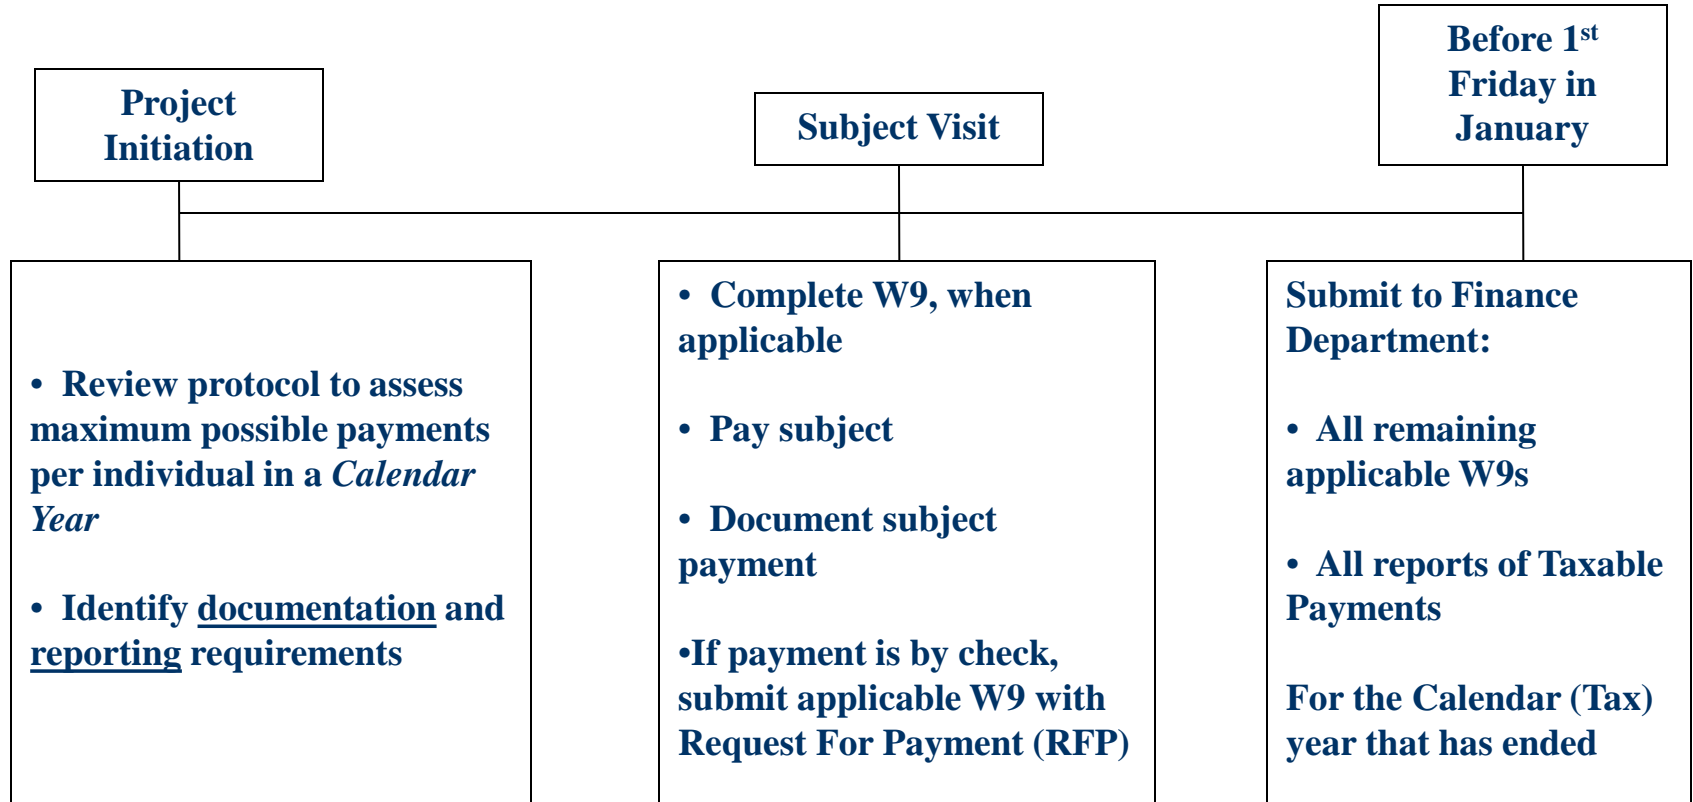 Project
Initiation
Subject Visit
Before 1st
Friday in
January
• Review protocol to assess
maximum possible payments
per individual in a Calendar
Year
• Identify documentation and
reporting requirements
• Complete W9, when
applicable
• Pay subject
• Document subject
payment
•If payment is by check,
submit applicable W9 with
Request For Payment (RFP)
Submit to Finance
Department:
• All remaining
applicable W9s
• All reports of Taxable
Payments
For the Calendar (Tax)
year that has ended